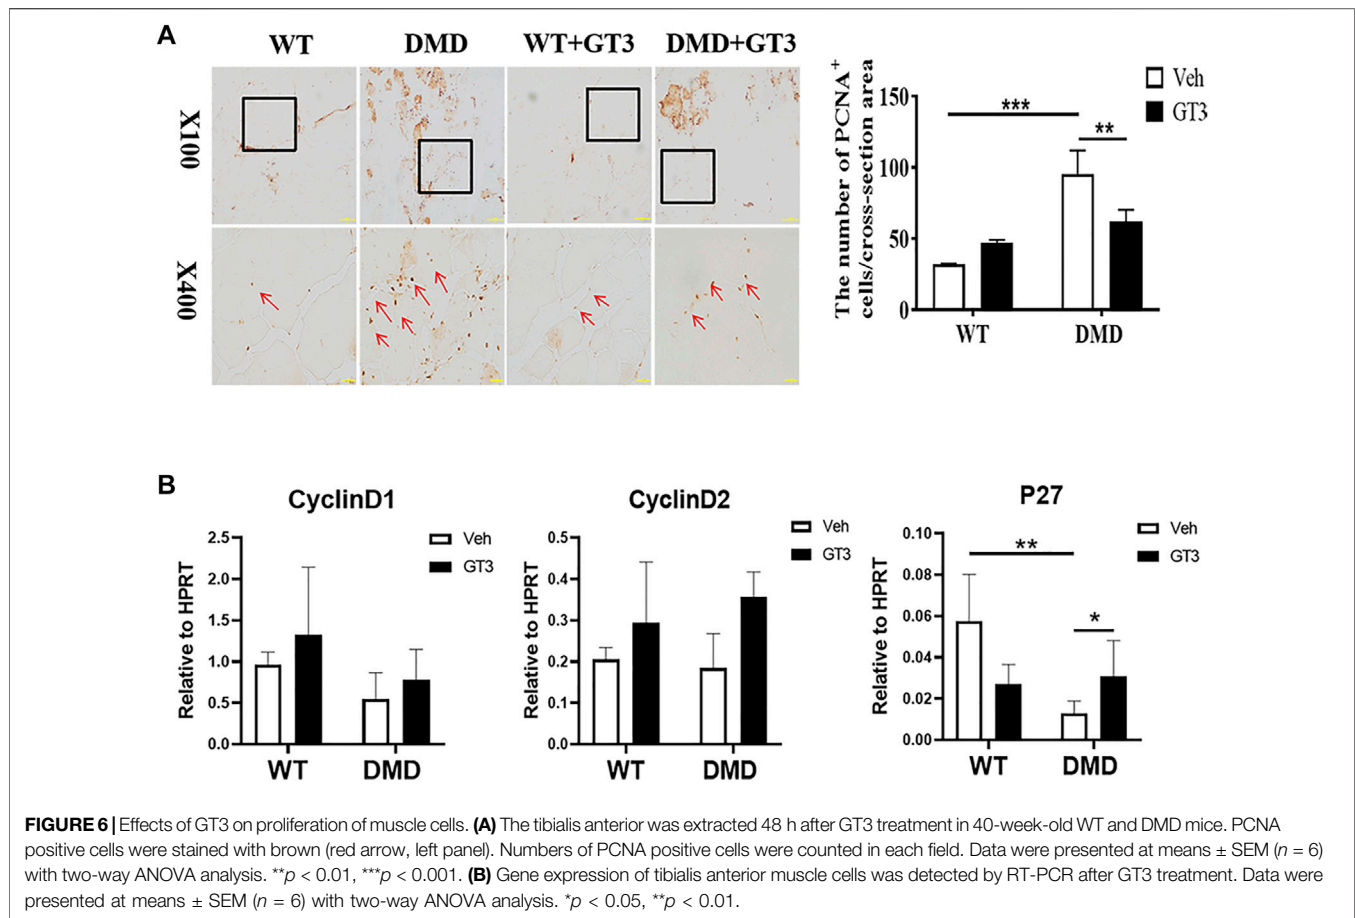 A
WT DMD WT+GT3 DMD+GT3
X100
X400
The number of PCNA+
cells/cross-section area
150
100
50
0
***
**
Veh
GT3
WT DMD
B
CyclinD1
Relative to HPRT
2.5
2.0
1.5
1.0
0.5
0.0
Veh
GT3
WT DMD
CyclinD2
Relative to HPRT
0.5
0.4
0.3
0.2
0.1
0.0
Veh
GT3
WT DMD
P27
Relative to HPRT
0.10
0.08
0.06
0.04
0.02
0.00
**
*
Veh
GT3
WT DMD
FIGURE 6 | Effects of GT3 on proliferation of muscle cells. (A) The tibialis anterior was extracted 48 h after GT3 treatment in 40-week-old WT and DMD mice. PCNA
positive cells were stained with brown (red arrow, left panel). Numbers of PCNA positive cells were counted in each field. Data were presented at means ± SEM (n = 6)
with two-way ANOVA analysis. **p < 0.01, ***p < 0.001. (B) Gene expression of tibialis anterior muscle cells was detected by RT-PCR after GT3 treatment. Data were
presented at means ± SEM (n = 6) with two-way ANOVA analysis. *p < 0.05, **p < 0.01.